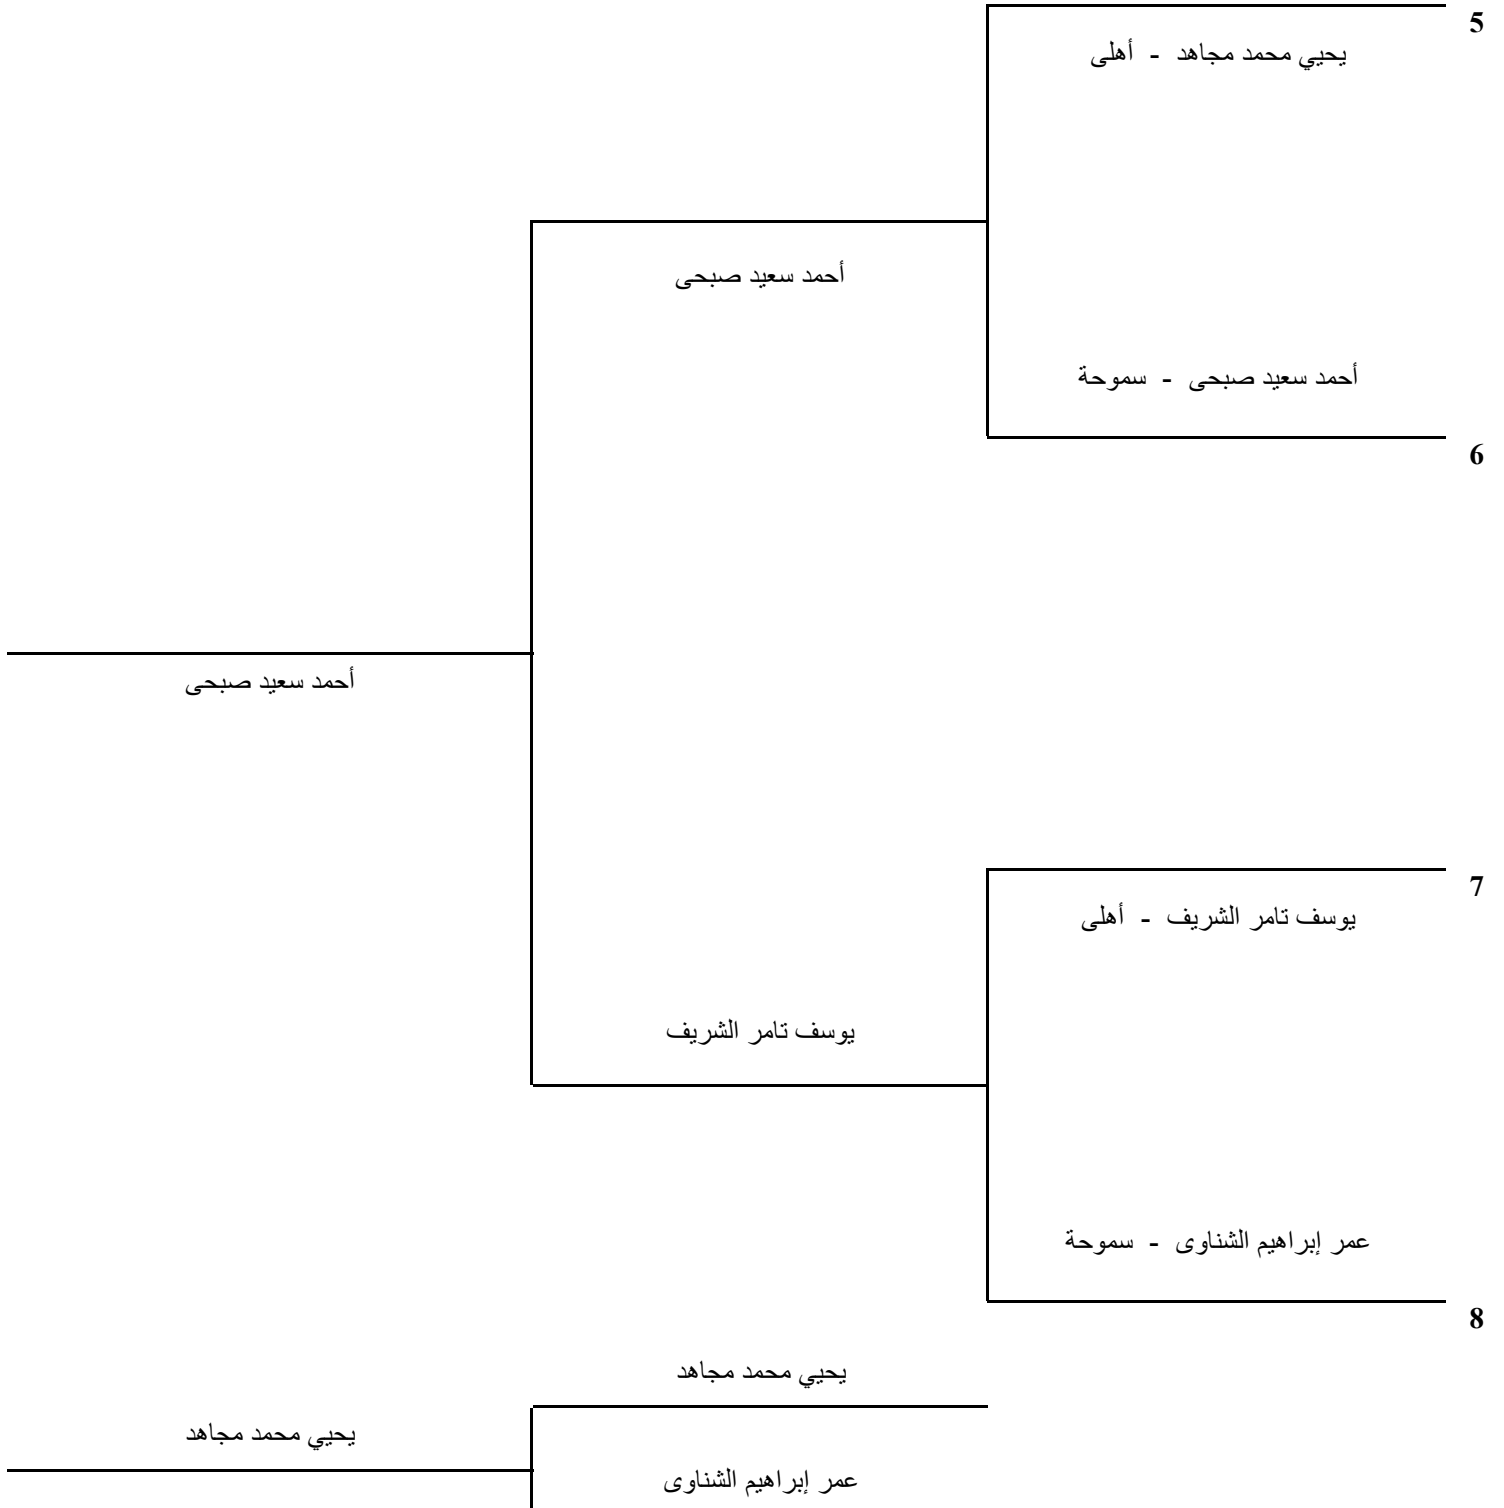 5
يحيي محمد مجاهد - أهلى
أحمد سعيد صبحى
أحمد سعيد صبحى - سموحة
6
أحمد سعيد صبحى
7
يوسف تامر الشريف - أهلى
يوسف تامر الشريف
عمر إبراهيم الشناوى - سموحة
8
يحيي محمد مجاهد
يحيي محمد مجاهد
عمر إبراهيم الشناوى